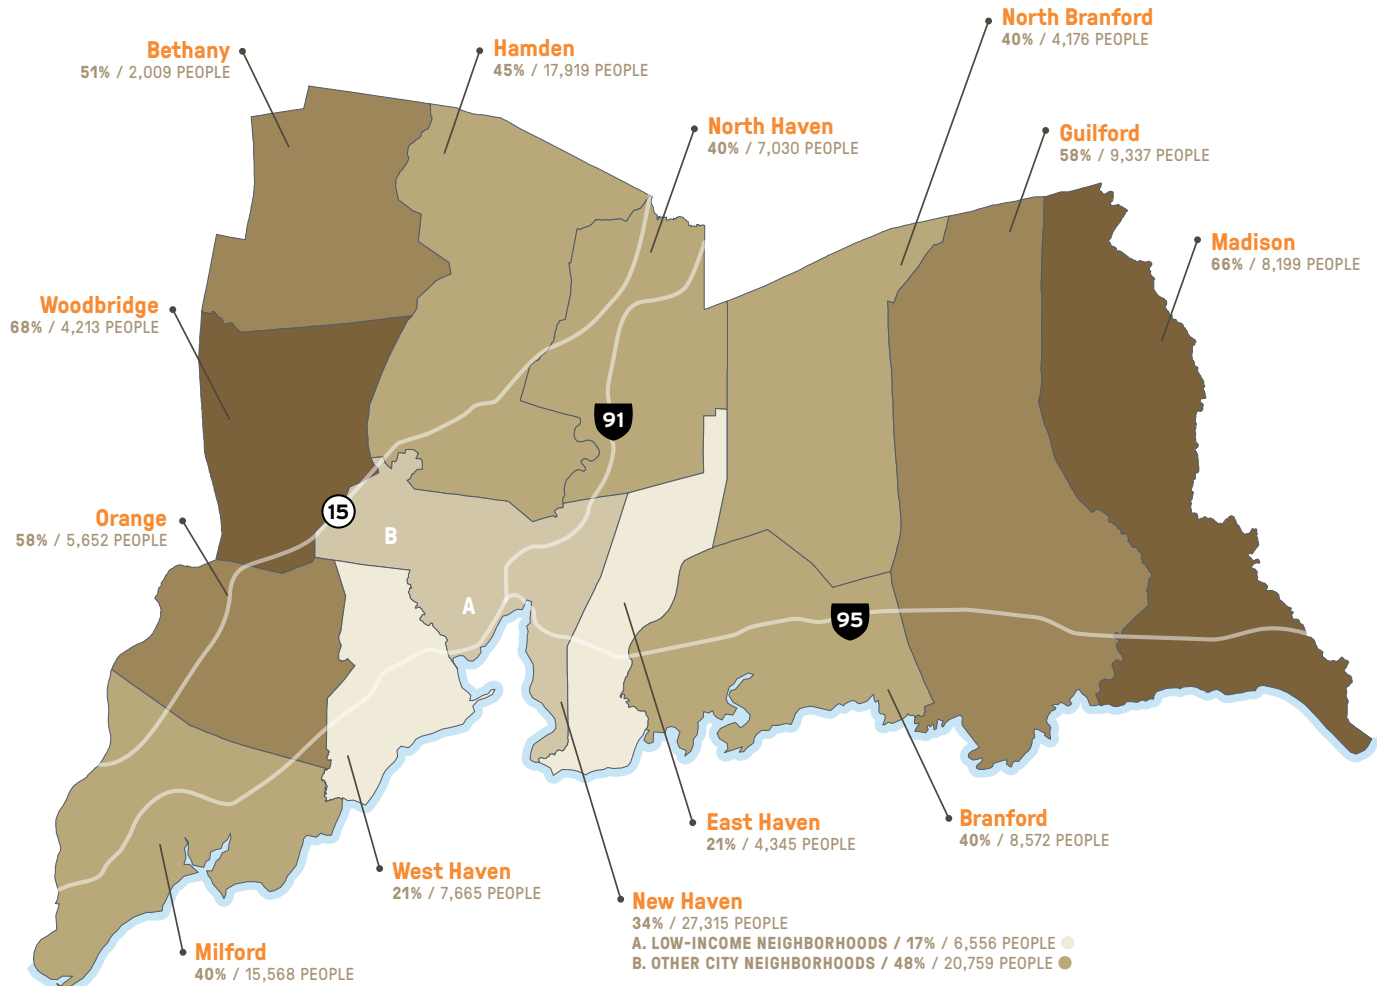 North Branford
40% / 4,176 PEOPLE
Bethany
51% / 2,009 PEOPLE
Hamden
45% / 17,919 PEOPLE
North Haven
40% / 7,030 PEOPLE
Guilford
58% / 9,337 PEOPLE
Madison
66% / 8,199 PEOPLE
Woodbridge
68% / 4,213 PEOPLE
91
15
Orange
58% / 5,652 PEOPLE
B
A
95
East Haven
21% / 4,345 PEOPLE
Branford
40% / 8,572 PEOPLE
West Haven
21% / 7,665 PEOPLE
New Haven
34% / 27,315 PEOPLE
A. LOW-INCOME NEIGHBORHOODS / 17% / 6,556 PEOPLE
B. OTHER CITY NEIGHBORHOODS / 48% / 20,759 PEOPLE
Milford
40% / 15,568 PEOPLE